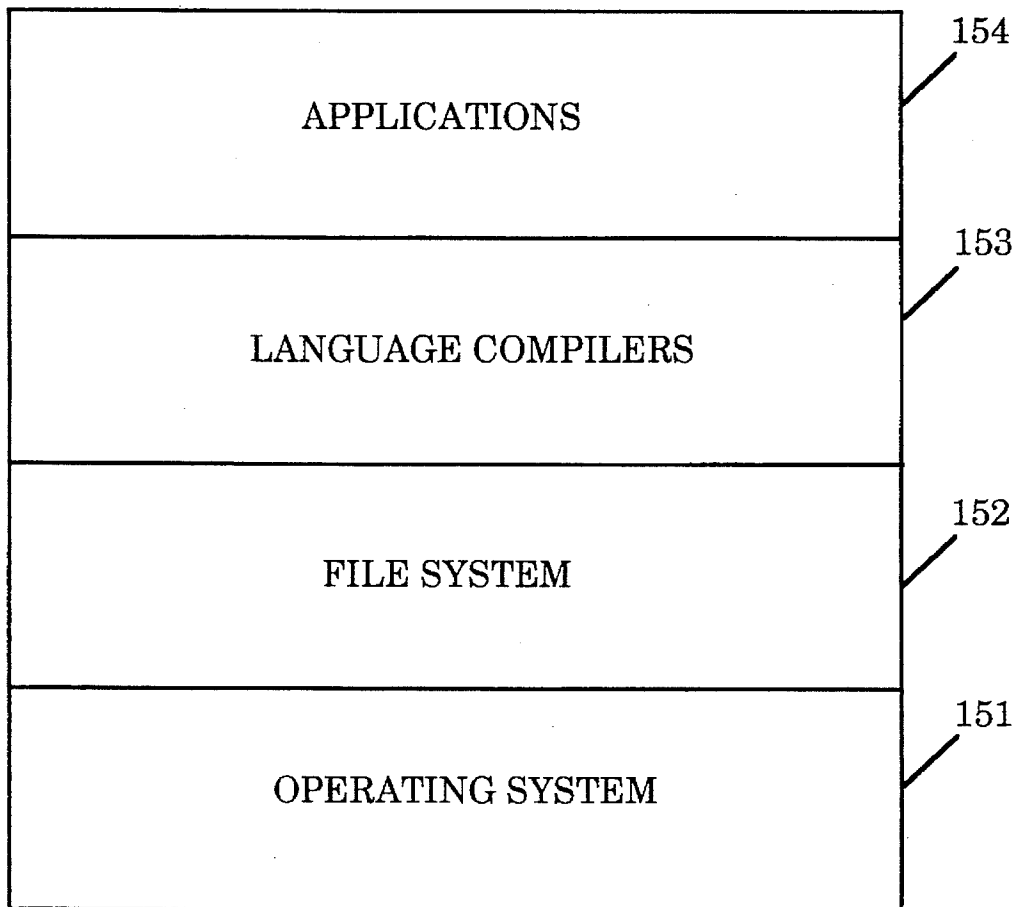 154
APPLICATIONS
153
LANGUAGE COMPILERS
152
FILE SYSTEM
151
OPERATING SYSTEM